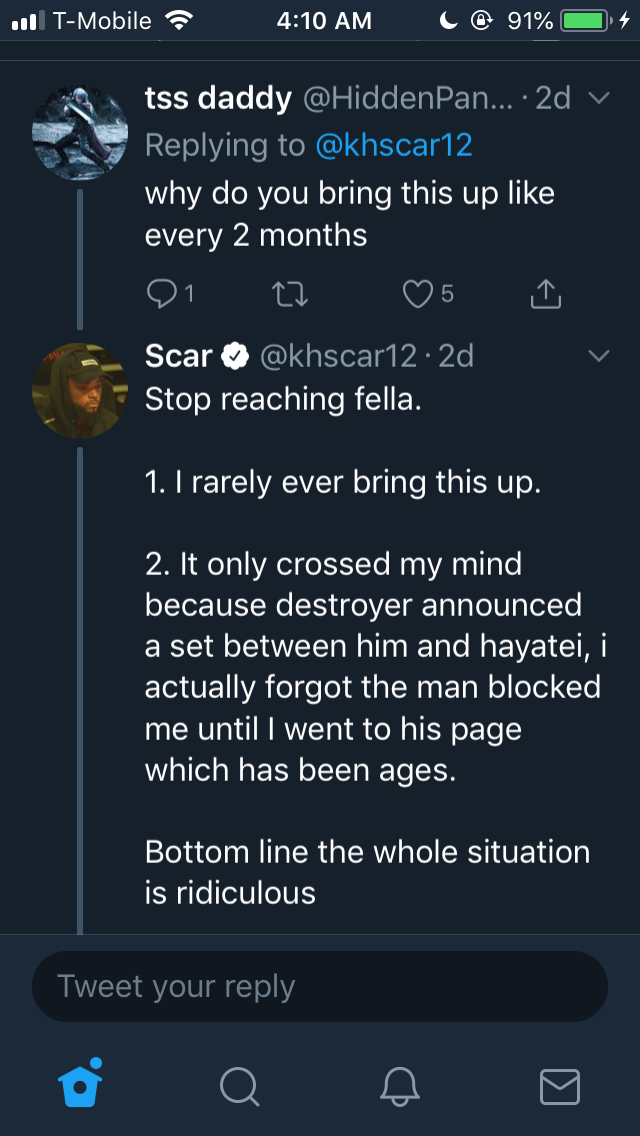 T-Mobile 4:10 AM 91%
tss daddy @HiddenPan... · 2d
Replying to @khscar12
why do you bring this up like
every 2 months
1 5
Scar @khscar12 · 2d
Stop reaching fella.
1. I rarely ever bring this up.
2. It only crossed my mind
because destroyer announced
a set between him and hayatei, i
actually forgot the man blocked
me until I went to his page
which has been ages.
Bottom line the whole situation
is ridiculous
Tweet your reply